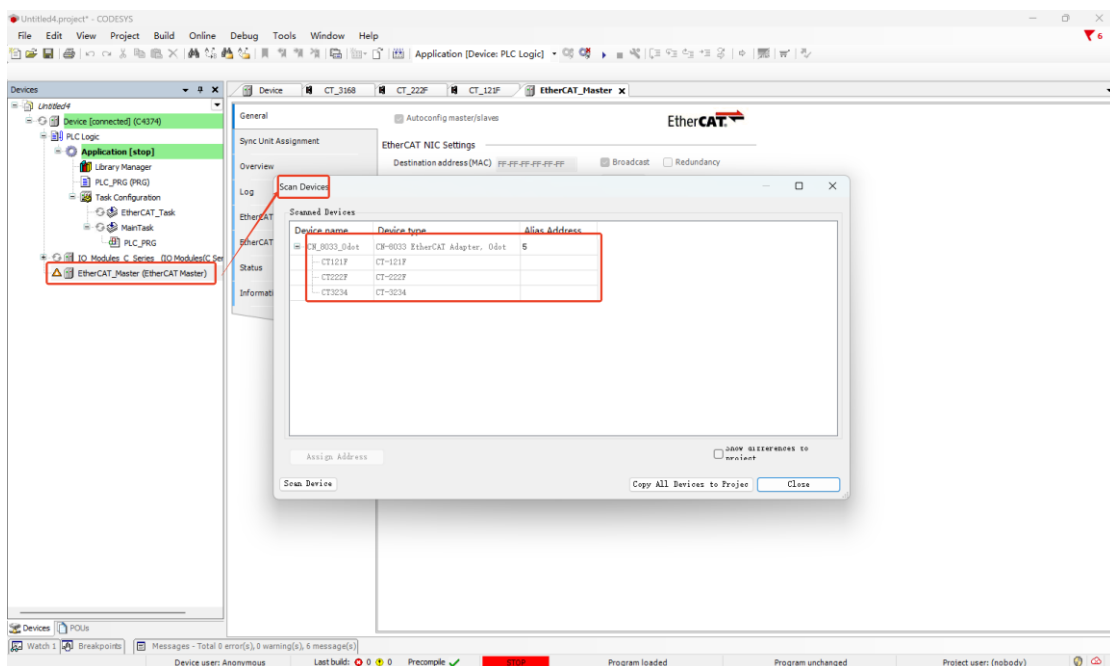 Untitled4.project* - CODESYS
File Edit View Project Build Online Debug Tools Window Help
6
Application [Device: PLC Logic]
Devices
Device CT_3168 CT_222F CT_121F EtherCAT_Master
Untitled4
Device [connected] (C4374)
PLC Logic
Application [stop]
Library Manager
PLC_PRG (PRG)
Task Configuration
EtherCAT_Task
MainTask
PLC_PRG
IO_Modules_C_Series (IO Modules(C Ser
EtherCAT_Master (EtherCAT Master)
General
Sync Unit Assignment
Overview
Log
EtherCAT
EtherCAT
Status
Informati
Autoconfig master/slaves
EtherCAT
EtherCAT NIC Settings
Destination address(MAC) FF-FF-FF-FF-FF-FF Broadcast Redundancy
Scan Devices
Scanned Devices
Device name Device type Alias Address
CN_8033_Odot CN-8033 EtherCAT Adapter, Odot 5
CT121F CT-121F
CT222F CT-222F
CT3234 CT-3234
Assign Address
Show differences to
project
Scan Device Copy All Devices to Projec Close
Devices POUs
Watch 1 Breakpoints Messages - Total 0 error(s), 0 warning(s), 6 message(s)
Device user: Anonymous Last build: 0 0 Precompile STOP Program loaded Program unchanged Project user: (nobody)